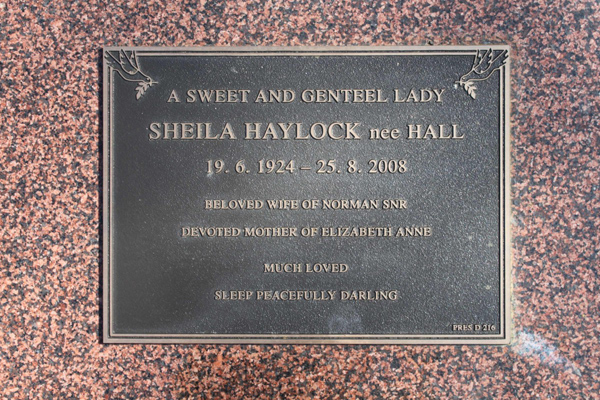 A SWEET AND GENTEEL LADY
SHEILA HAYLOCK nee HALL
19. 6. 1924 – 25. 8. 2008
BELOVED WIFE OF NORMAN SNR
DEVOTED MOTHER OF ELIZABETH ANNE
MUCH LOVED
SLEEP PEACEFULLY DARLING
PRES D 216